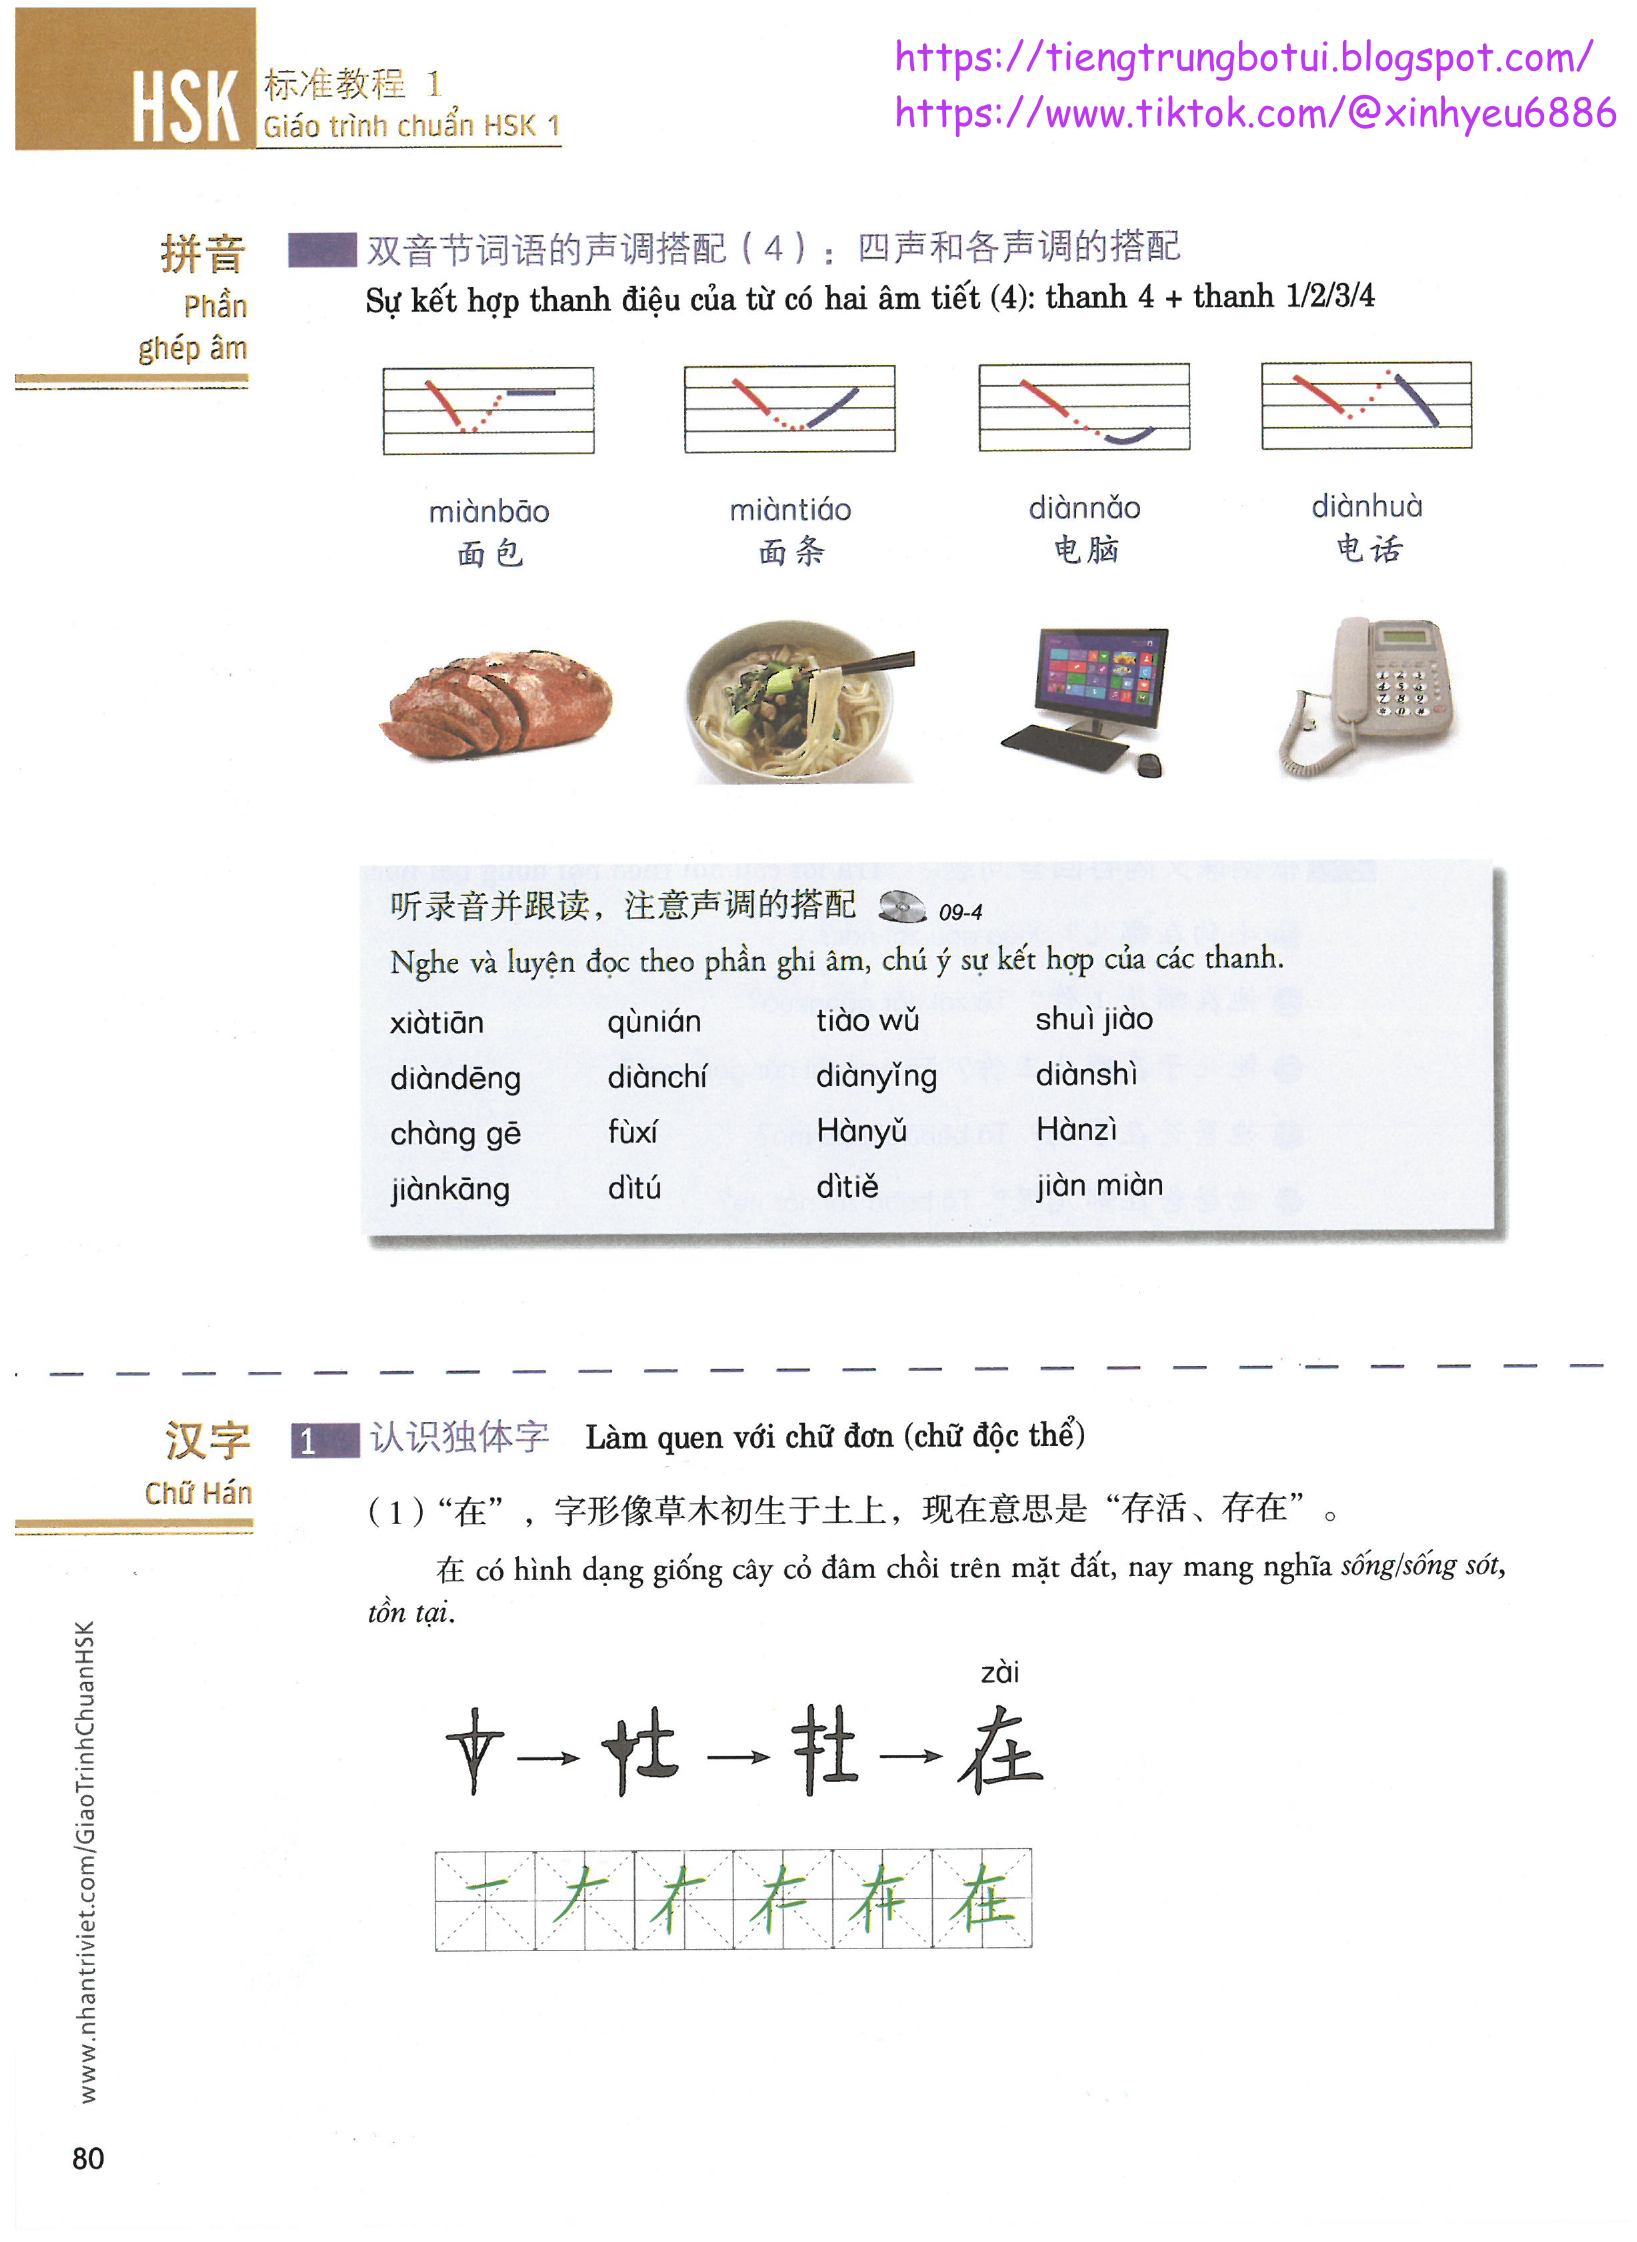 https://tiengtrungbotui.blogspot.com/
https://www.tiktok.com/@xinhyeu6886
HSK 标准教程 1
Giáo trình chuẩn HSK 1
拼音
Phần
ghép âm
双音节词语的声调搭配(4):四声和各声调的搭配
Sự kết hợp thanh điệu của từ có hai âm tiết (4): thanh 4 + thanh 1/2/3/4
miànbāo miàntiáo diànnǎo diànhuà
面包 面条 电脑 电话
听录音并跟读,注意声调的搭配 09-4
Nghe và luyện đọc theo phần ghi âm, chú ý sự kết hợp của các thanh.
xiàtiān qùnián tiào wǔ shuì jiào
diàndēng diànchí diànyǐng diànshì
chàng gē fùxí Hànyǔ Hànzì
jiànkāng dìtú dìtiě jiàn miàn
汉字
Chữ Hán
1 认识独体字 Làm quen với chữ đơn (chữ độc thể)
(1)“在”,字形像草木初生于土上,现在意思是“存活、存在”。
在 có hình dạng giống cây cỏ đâm chồi trên mặt đất, nay mang nghĩa sống/sống sót,
tồn tại.
zài
在
在
www.nhantriviet.com/GiaoTrinhChuanHSK
80